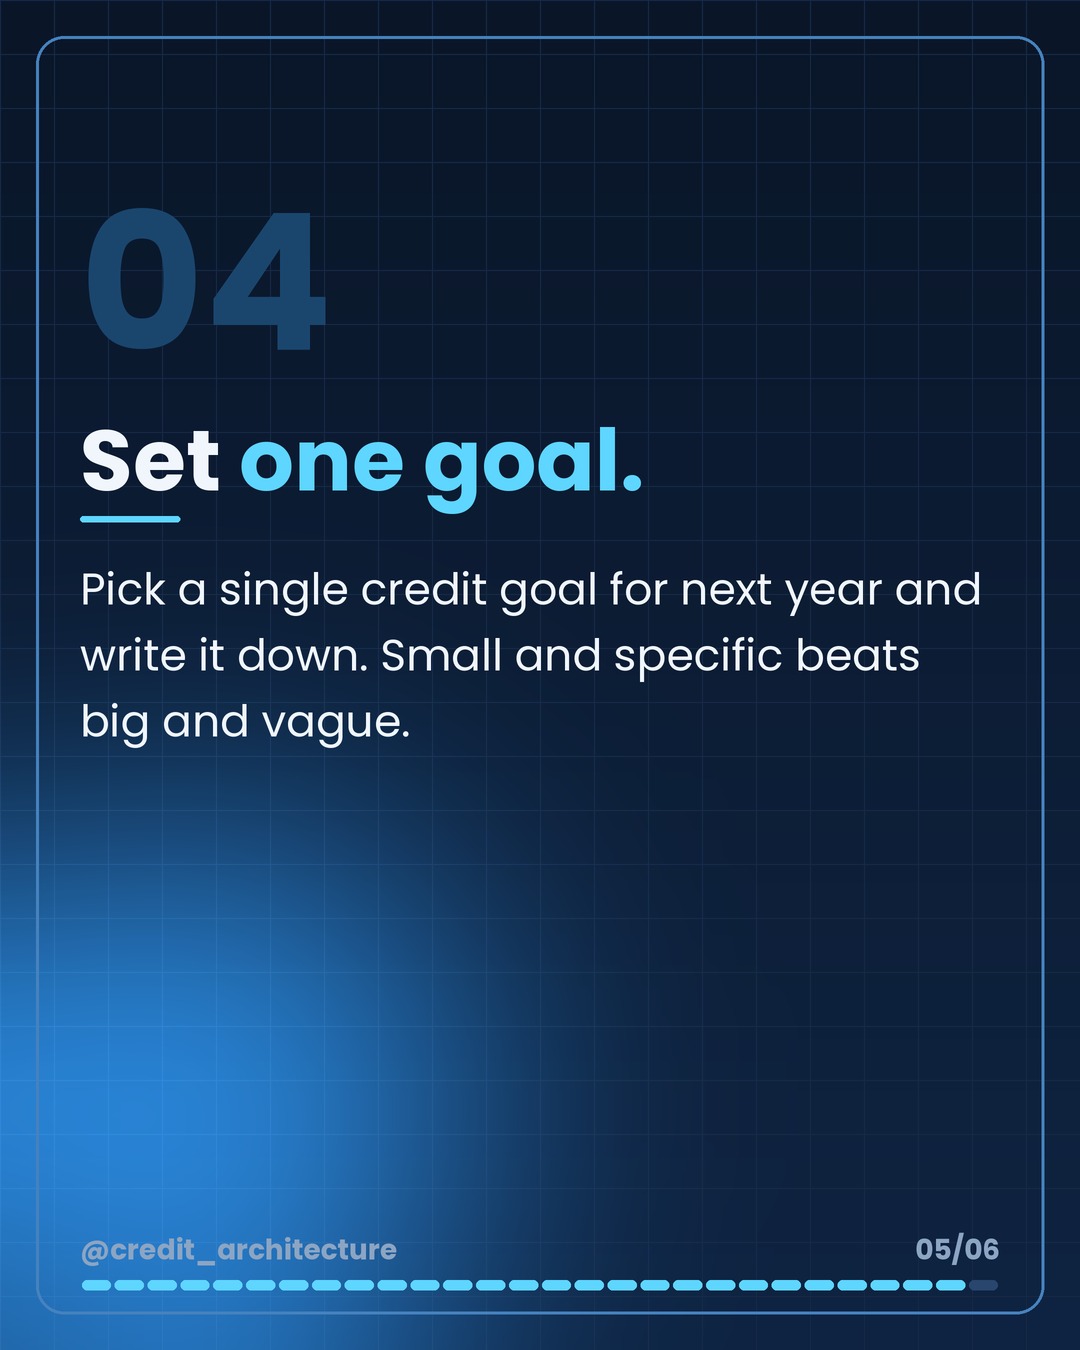 04
Set one goal.
Pick a single credit goal for next year and
write it down. Small and specific beats
big and vague.
@credit_architecture
05/06